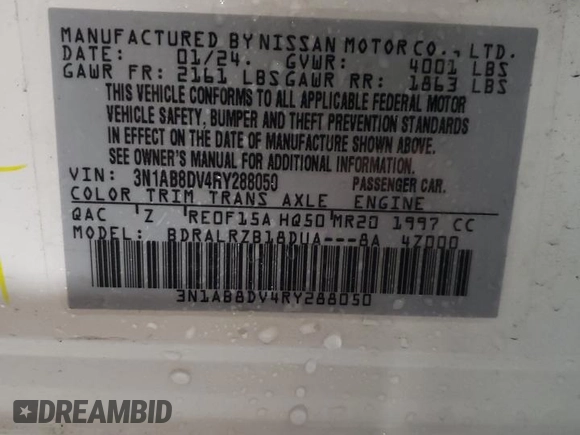 MANUFACTURED BY NISSAN MOTOR CO., LTD.
DATE: 01/24. GVWR: 4001 LBS
GAWR FR: 2161 LBS GAWR RR: 1863 LBS
THIS VEHICLE CONFORMS TO ALL APPLICABLE FEDERAL MOTOR
VEHICLE SAFETY, BUMPER AND THEFT PREVENTION STANDARDS
IN EFFECT ON THE DATE OF MANUFACTURE SHOWN ABOVE.
SEE OWNER'S MANUAL FOR ADDITIONAL INFORMATION.
VIN: 3N1AB8DV4RY288050 PASSENGER CAR.
COLOR TRIM TRANS AXLE ENGINE
QAC Z RE0F15A HQ50 MR20 1997 CC
MODEL: BDRALRZB18DUA---8A 4Z000
3N1AB8DV4RY288050
DREAMBID